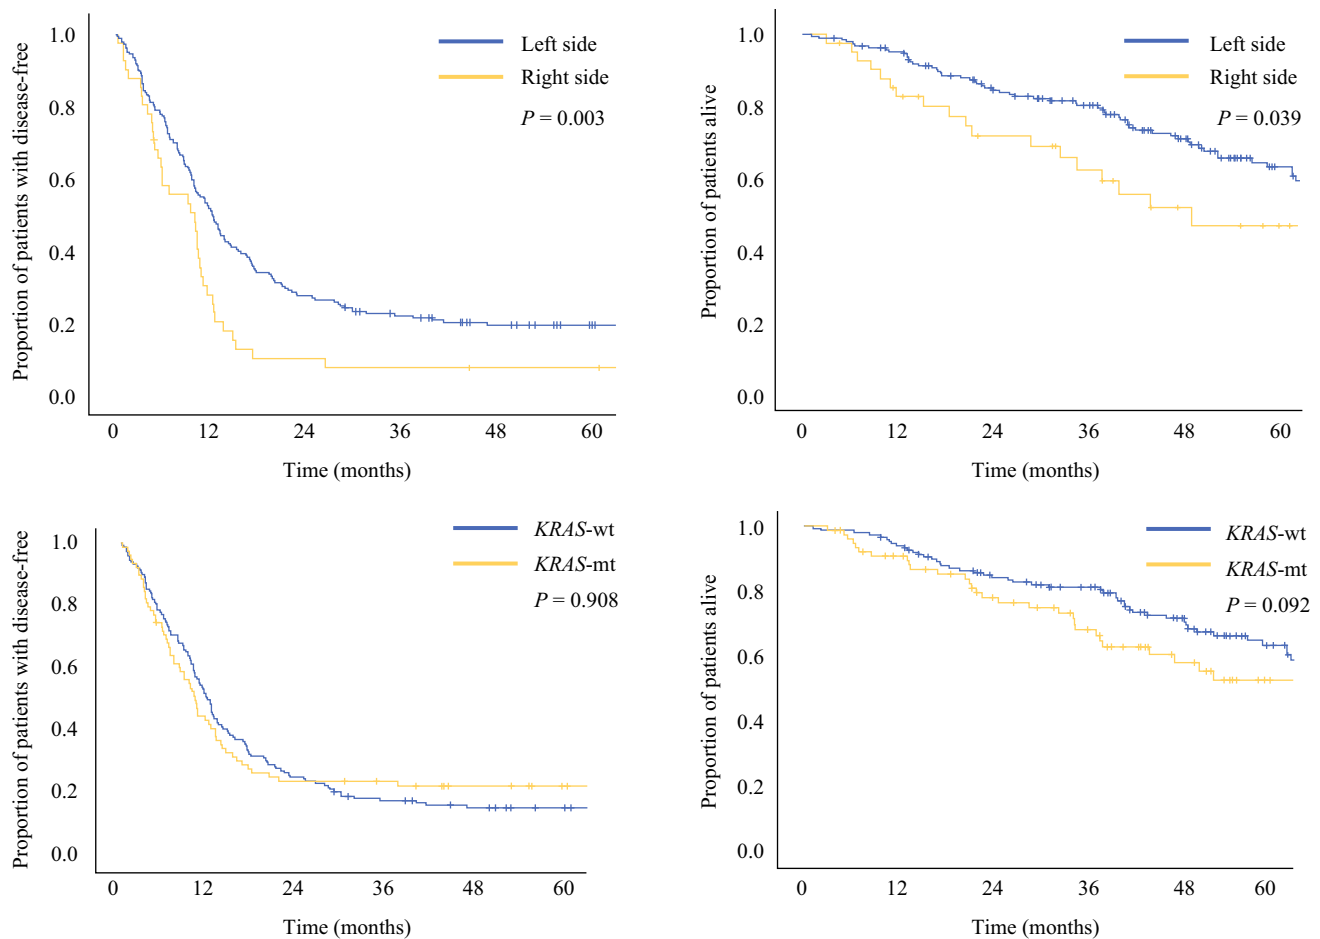 Proportion of patients with disease-free
1.0
0.8
0.6
0.4
0.2
0.0
Left side
Right side
P = 0.003
0 12 24 36 48 60
Time (months)
Proportion of patients alive
1.0
0.8
0.6
0.4
0.2
0.0
Left side
Right side
P = 0.039
0 12 24 36 48 60
Time (months)
Proportion of patients with disease-free
1.0
0.8
0.6
0.4
0.2
0.0
KRAS-wt
KRAS-mt
P = 0.908
0 12 24 36 48 60
Time (months)
Proportion of patients alive
1.0
0.8
0.6
0.4
0.2
0.0
KRAS-wt
KRAS-mt
P = 0.092
0 12 24 36 48 60
Time (months)